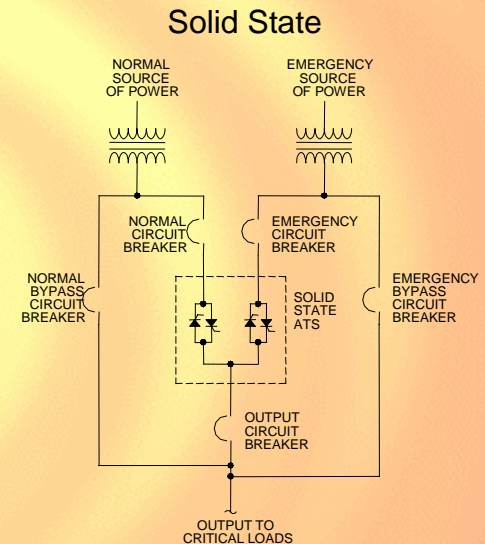 Solid State
NORMAL
SOURCE
OF POWER
EMERGENCY
SOURCE
OF POWER
NORMAL
CIRCUIT
BREAKER
EMERGENCY
CIRCUIT
BREAKER
NORMAL
BYPASS
CIRCUIT
BREAKER
SOLID
STATE
ATS
EMERGENCY
BYPASS
CIRCUIT
BREAKER
OUTPUT
CIRCUIT
BREAKER
OUTPUT TO
CRITICAL LOADS